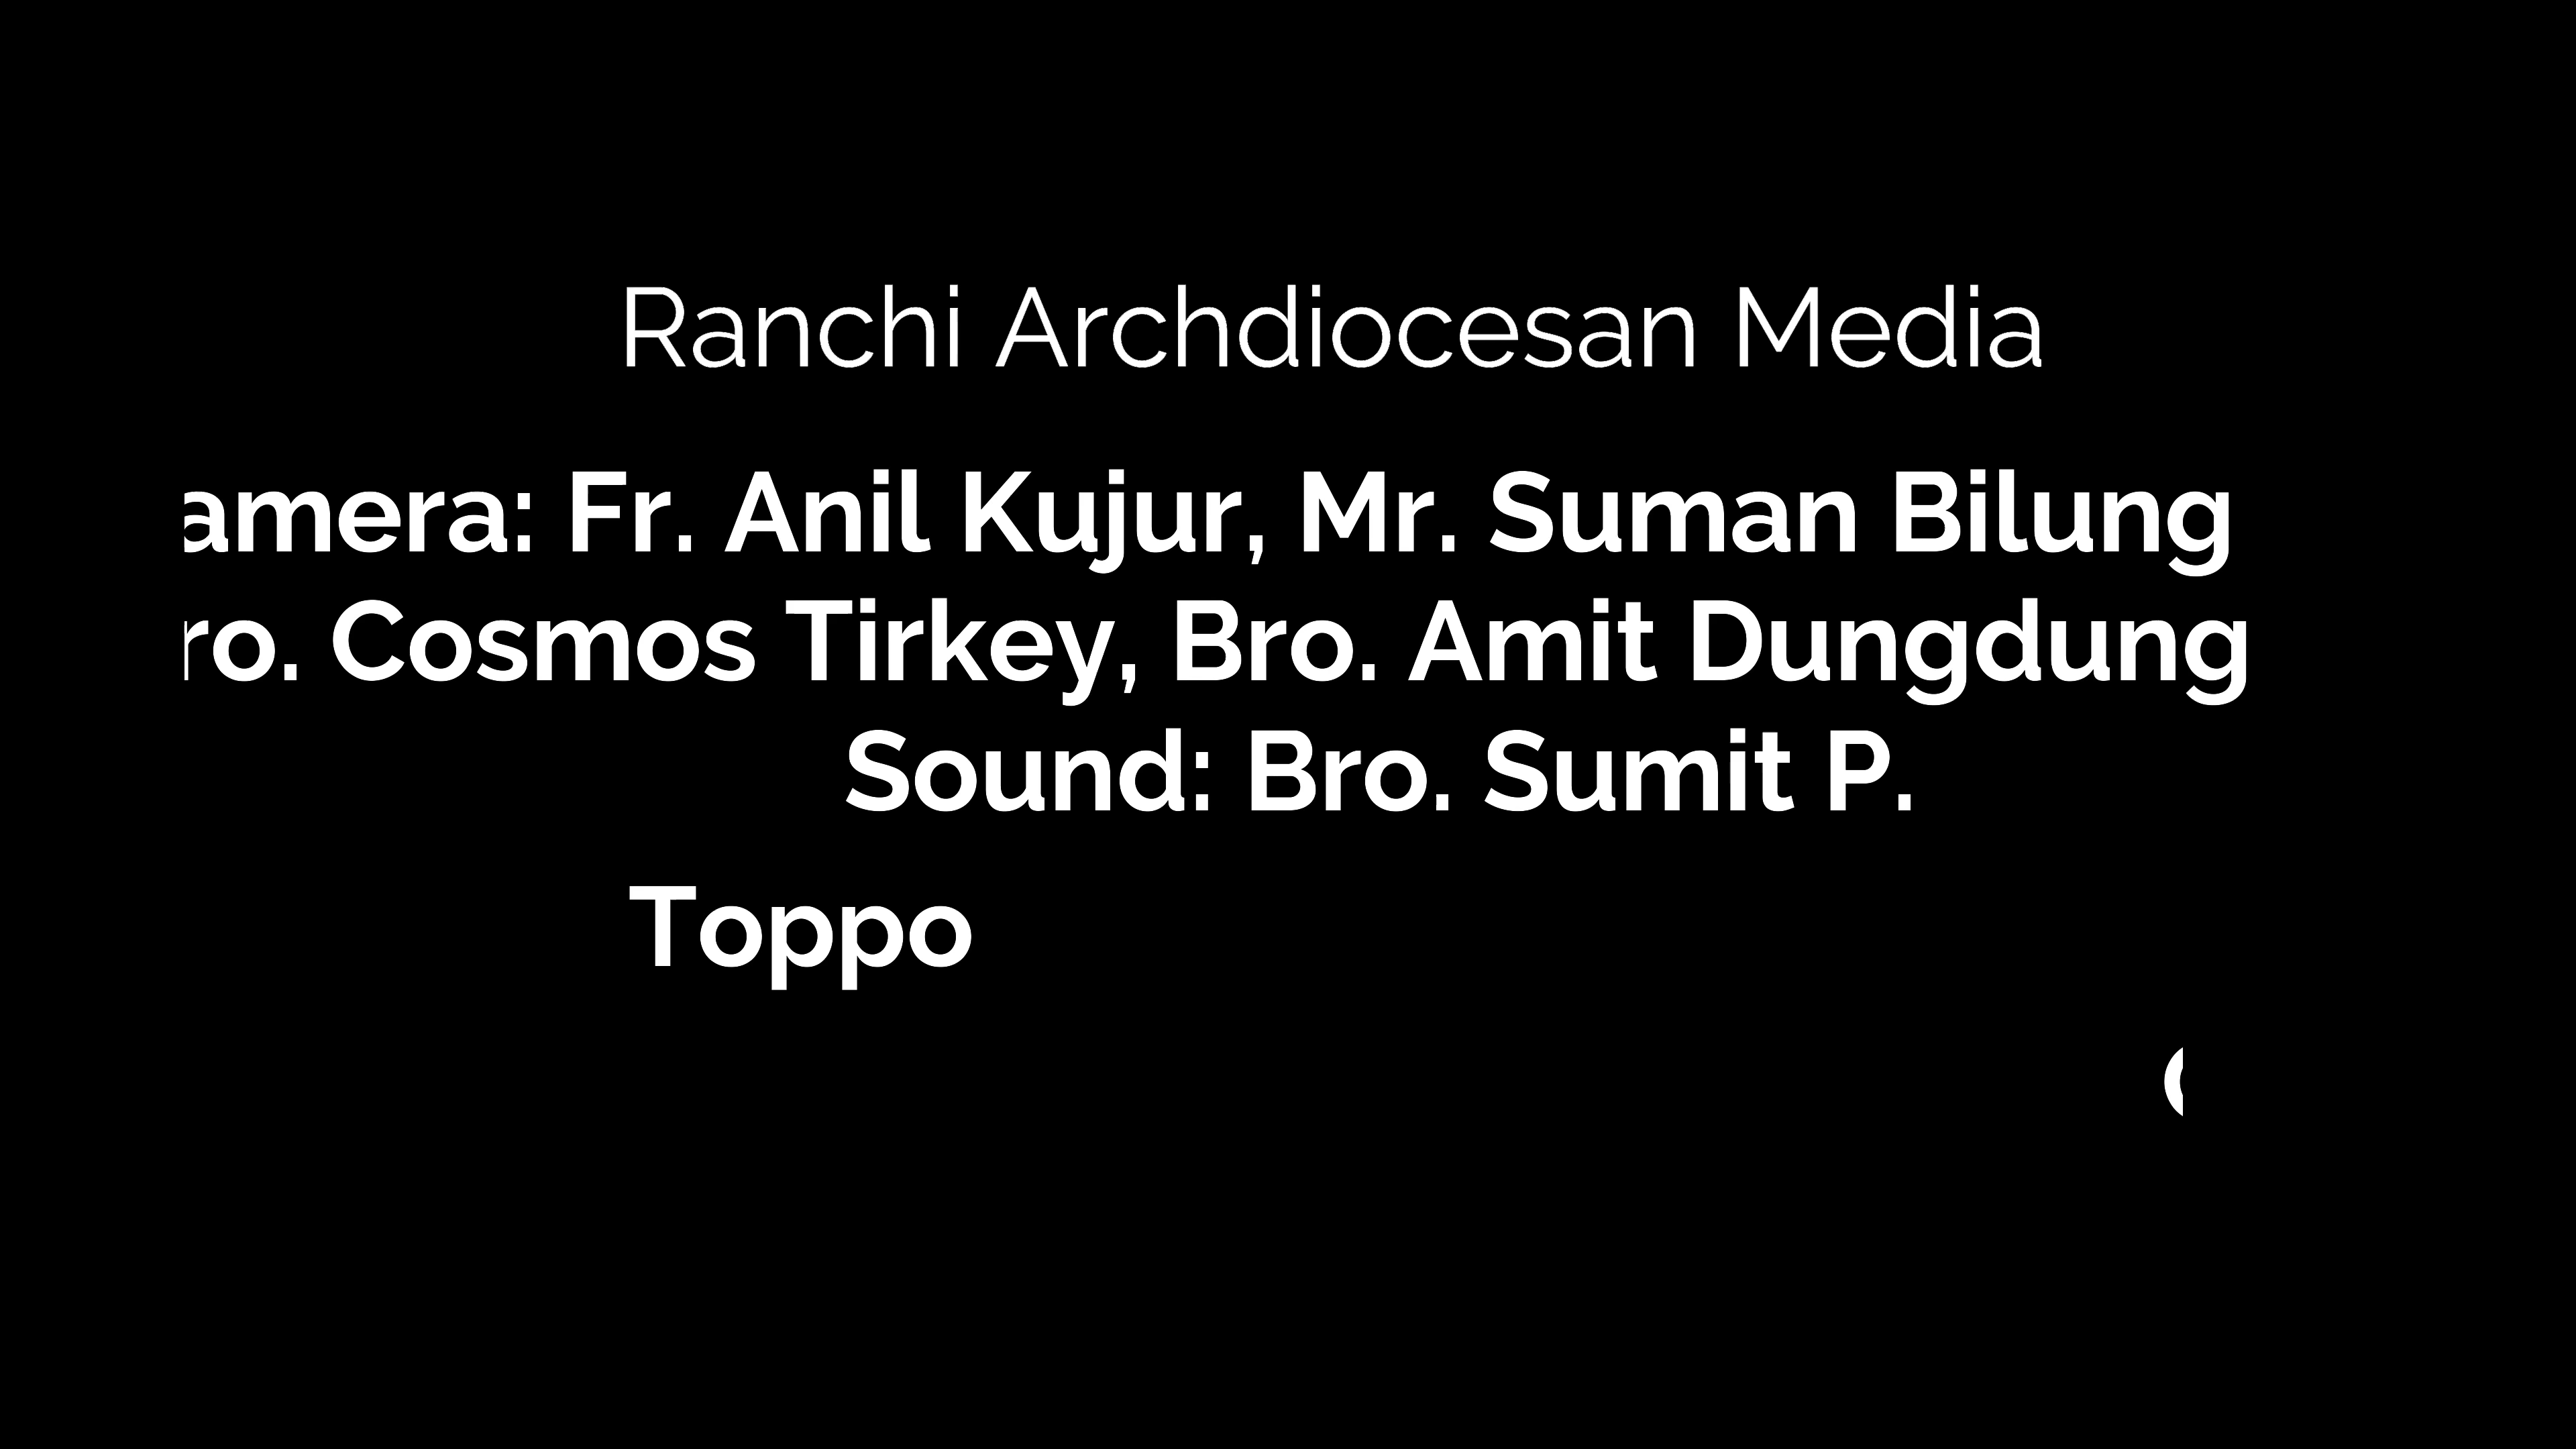 Ranchi Archdiocesan Media
amera: Fr. Anil Kujur, Mr. Suman Bilung
ro. Cosmos Tirkey, Bro. Amit Dungdung
Sound: Bro. Sumit P.
Toppo